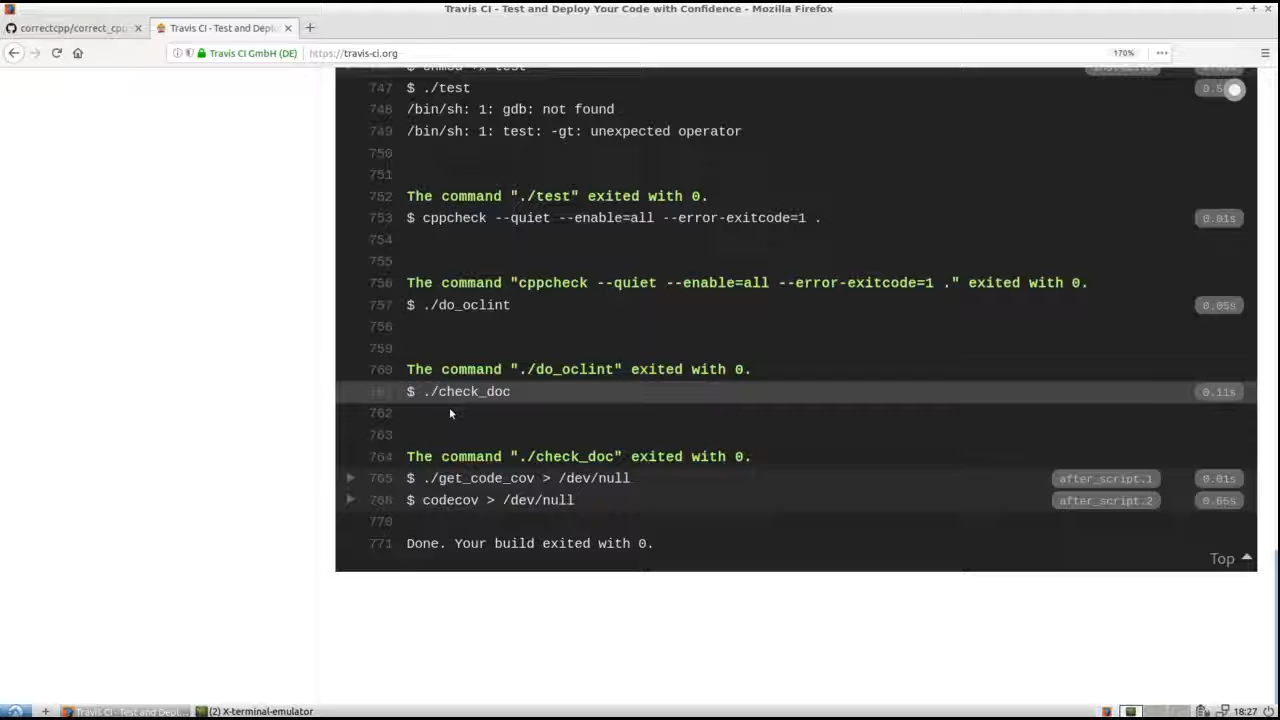 Travis CI - Test and Deploy Your Code with Confidence - Mozilla Firefox
correctcpp/correct_cpp
Travis CI - Test and Deplo
Travis CI GmbH (DE)
https://travis-ci.org
170%
$ chmod +x test
747 $ ./test
748 /bin/sh: 1: gdb: not found
749 /bin/sh: 1: test: -gt: unexpected operator
750
751
752 The command "./test" exited with 0.
753 $ cppcheck --quiet --enable=all --error-exitcode=1 . 0.01s
754
755
756 The command "cppcheck --quiet --enable=all --error-exitcode=1 ." exited with 0.
757 $ ./do_oclint 0.05s
758
759
760 The command "./do_oclint" exited with 0.
761 $ ./check_doc 0.11s
762
763
764 The command "./check_doc" exited with 0.
765 $ ./get_code_cov > /dev/null after_script.1 0.01s
768 $ codecov > /dev/null after_script.2 0.65s
770
771 Done. Your build exited with 0.
Top
Travis CI - Test and Depl...
(2) X-terminal-emulator
18:27